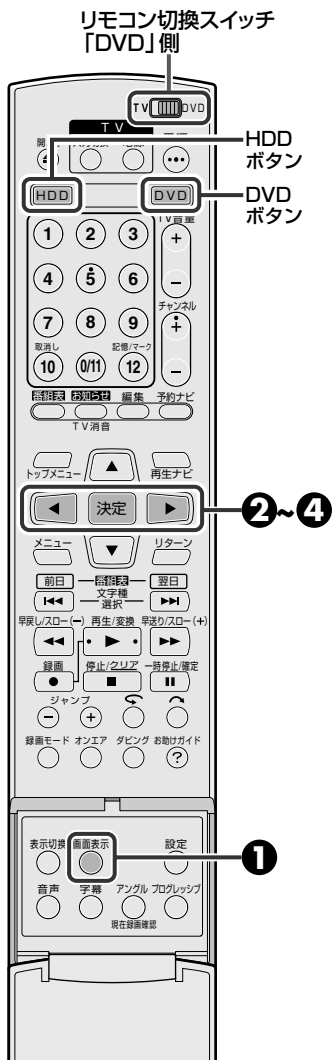 リモコン切換スイッチ
「DVD」側
TV DVD
TV
HDD
ボタン
HDD DVD
DVD
ボタン
TV音量
1 2 3 +
4 5 6 −
チャンネル
7 8 9 +
取消し 記憶/マーク
10 0/11 12 −
番組表 お知らせ 編集 予約ナビ
TV消音
トップメニュー ▲ 再生ナビ
◀ 決定 ▶ ❷~❹
メニュー ▼ リターン
前日 番組表 翌日
文字種
選択
早戻し/スロー(−) 再生/変換 早送り/スロー(+)
録画 停止/クリア 一時停止/確定
ジャンプ
− +
録画モード オンエア ダビング お助けガイド
?
表示切換 画面表示 設定
❶
音声 字幕 アングル プログレッシブ
現在録画確認